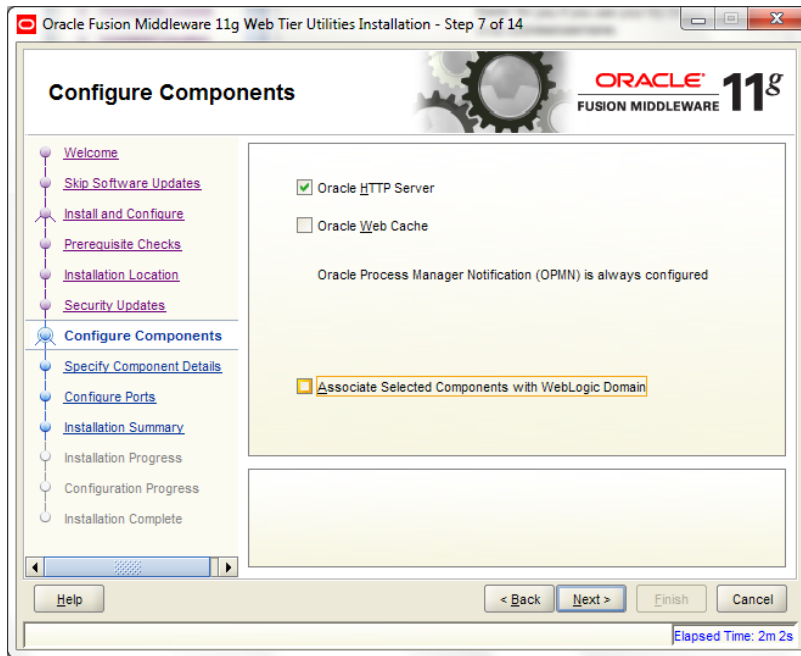 Oracle Fusion Middleware 11g Web Tier Utilities Installation - Step 7 of 14
Configure Components
ORACLE
FUSION MIDDLEWARE
11g
Welcome
Skip Software Updates
Install and Configure
Prerequisite Checks
Installation Location
Security Updates
Configure Components
Specify Component Details
Configure Ports
Installation Summary
Installation Progress
Configuration Progress
Installation Complete
Oracle HTTP Server
Oracle Web Cache
Oracle Process Manager Notification (OPMN) is always configured
Associate Selected Components with WebLogic Domain
Help
< Back
Next >
Finish
Cancel
Elapsed Time: 2m 2s